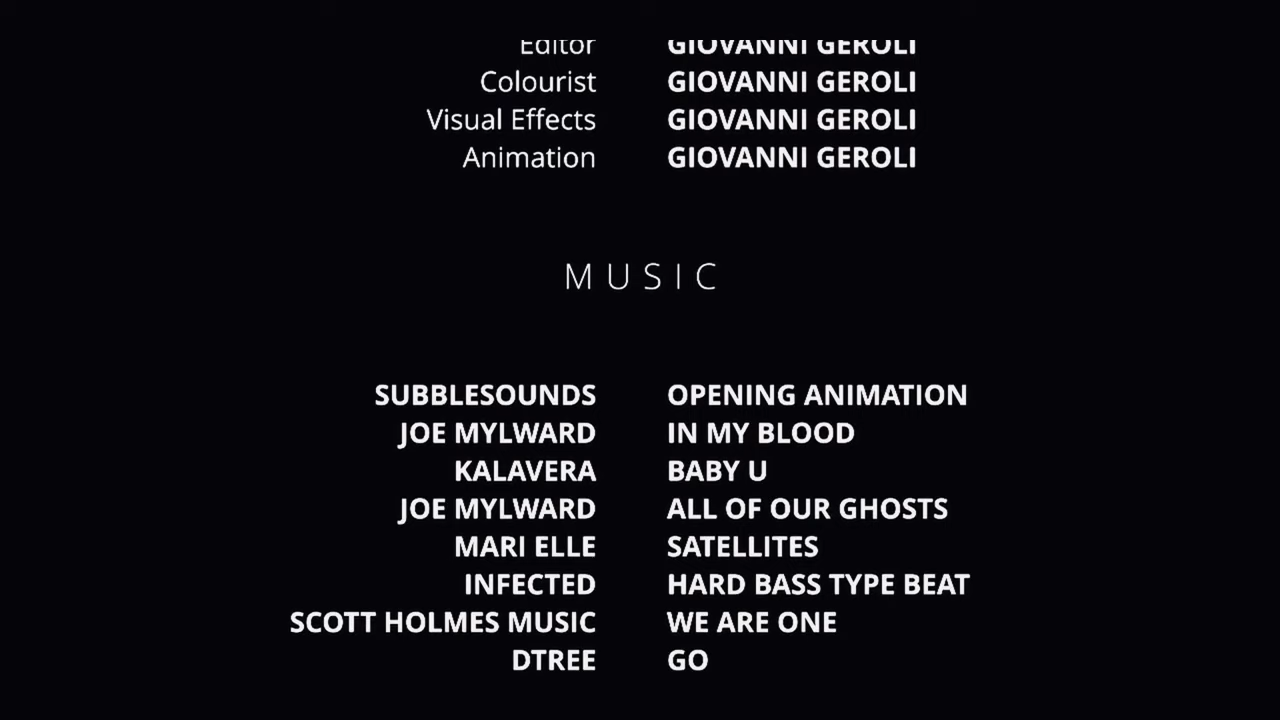 Editor GIOVANNI GEROLI
Colourist GIOVANNI GEROLI
Visual Effects GIOVANNI GEROLI
Animation GIOVANNI GEROLI
MUSIC
SUBBLESOUNDS OPENING ANIMATION
JOE MYLWARD IN MY BLOOD
KALAVERA BABY U
JOE MYLWARD ALL OF OUR GHOSTS
MARI ELLE SATELLITES
INFECTED HARD BASS TYPE BEAT
SCOTT HOLMES MUSIC WE ARE ONE
DTREE GO